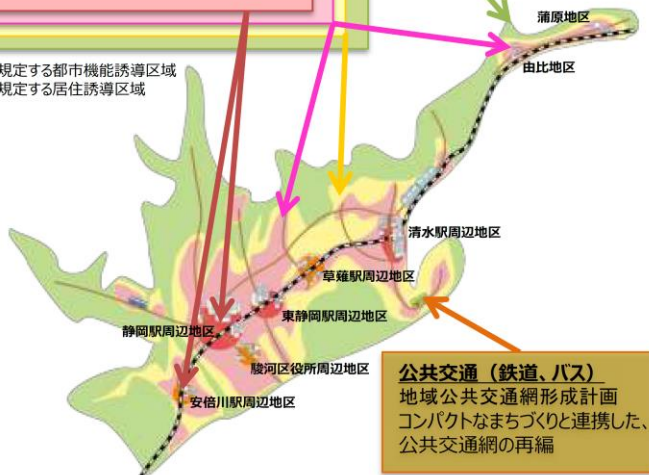 蒲原地区
由比地区
規定する都市機能誘導区域
規定する居住誘導区域
清水駅周辺地区
草薙駅周辺地区
東静岡駅周辺地区
静岡駅周辺地区
駿河区役所周辺地区
安倍川駅周辺地区
公共交通（鉄道、バス）
地域公共交通網形成計画
コンパクトなまちづくりと連携した、
公共交通網の再編